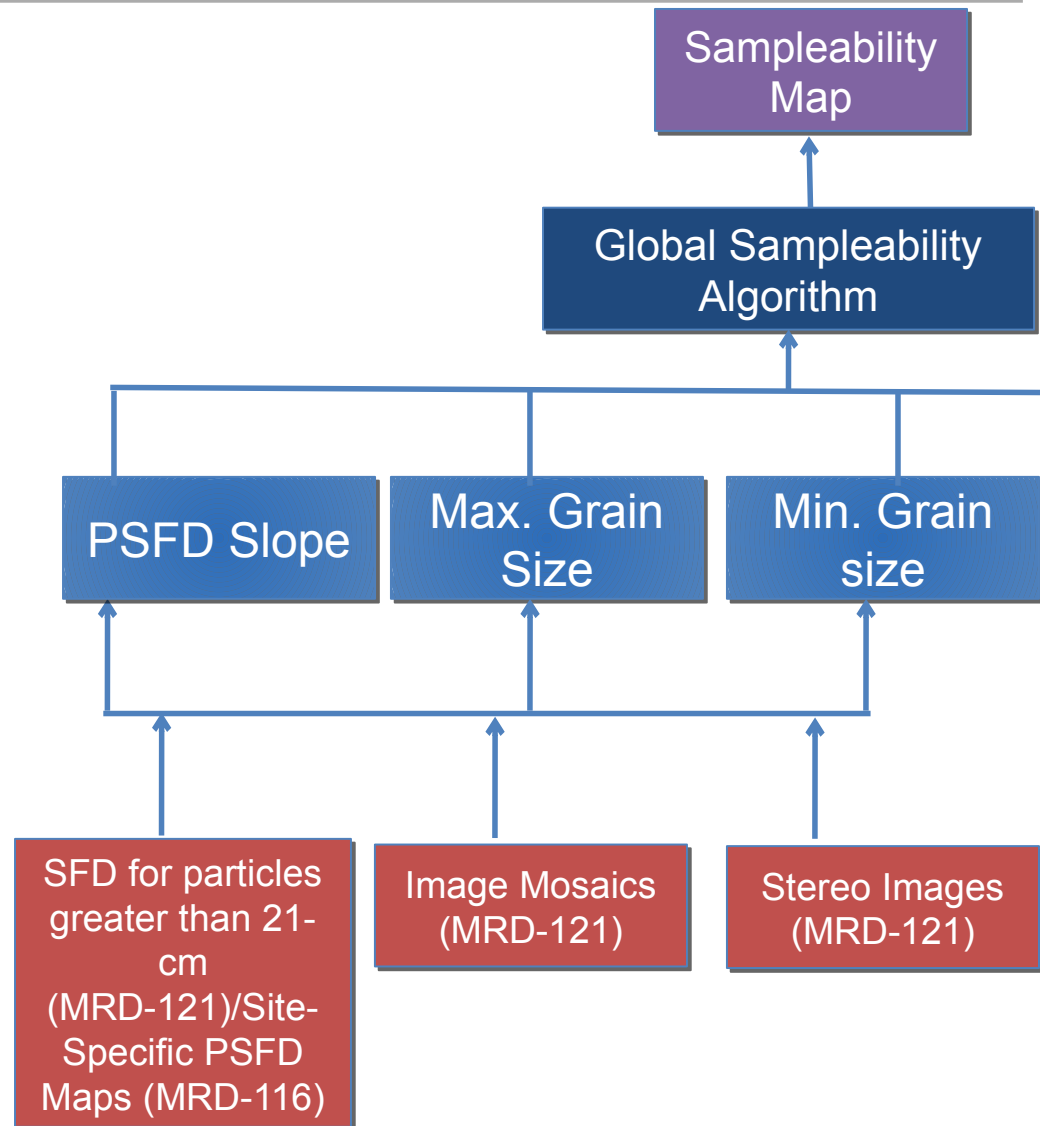 Sampleability
Map
Global Sampleability
Algorithm
PSFD Slope
Max. Grain
Size
Min. Grain
size
SFD for particles
greater than 21-
cm
(MRD-121)/Site-
Specific PSFD
Maps (MRD-116)
Image Mosaics
(MRD-121)
Stereo Images
(MRD-121)